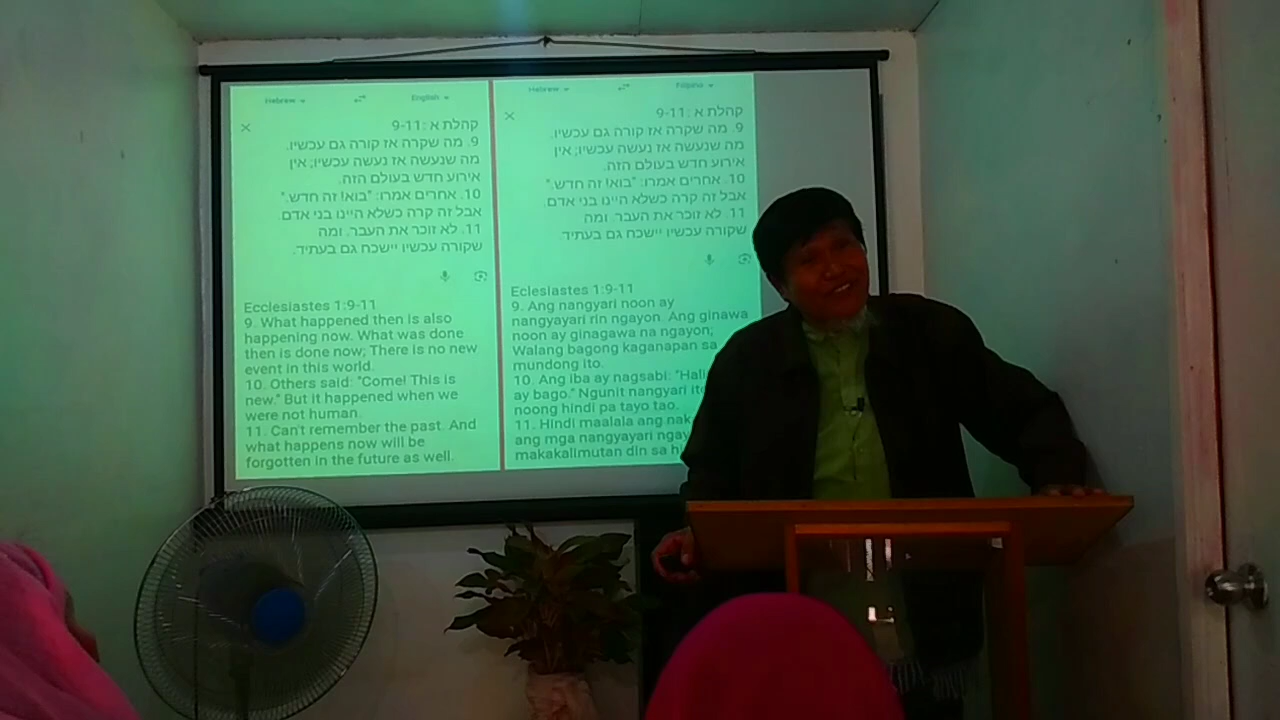 Hebrew
English
קהלת א :9-11
9. מה שקרה אז קורה גם עכשיו.
מה שנעשה אז נעשה עכשיו; אין
אירוע חדש בעולם הזה.
10. אחרים אמרו: "בוא! זה חדש."
אבל זה קרה כשלא היינו בני אדם.
11. לא זוכר את העבר. ומה
שקורה עכשיו יישכח גם בעתיד.
Ecclesiastes 1:9-11
9. What happened then is also
happening now. What was done
then is done now; There is no new
event in this world.
10. Others said: "Come! This is
new." But it happened when we
were not human.
11. Can't remember the past. And
what happens now will be
forgotten in the future as well.
Hebrew
Filipino
קהלת א :9-11
9. מה שקרה אז קורה גם עכשיו.
מה שנעשה אז נעשה עכשיו; אין
אירוע חדש בעולם הזה.
10. אחרים אמרו: "בוא! זה חדש."
אבל זה קרה כשלא היינו בני אדם.
11. לא זוכר את העבר. ומה
שקורה עכשיו יישכח גם בעתיד.
Eclesiastes 1:9-11
9. Ang nangyari noon ay
nangyayari rin ngayon. Ang ginawa
noon ay ginagawa na ngayon;
Walang bagong kaganapan sa
mundong ito.
10. Ang iba ay nagsabi:
ay bago." Ngunit nangyari
noong hindi pa tayo tao.
11. Hindi maalala ang
ang mga nangyayari
makakalimutan din sa